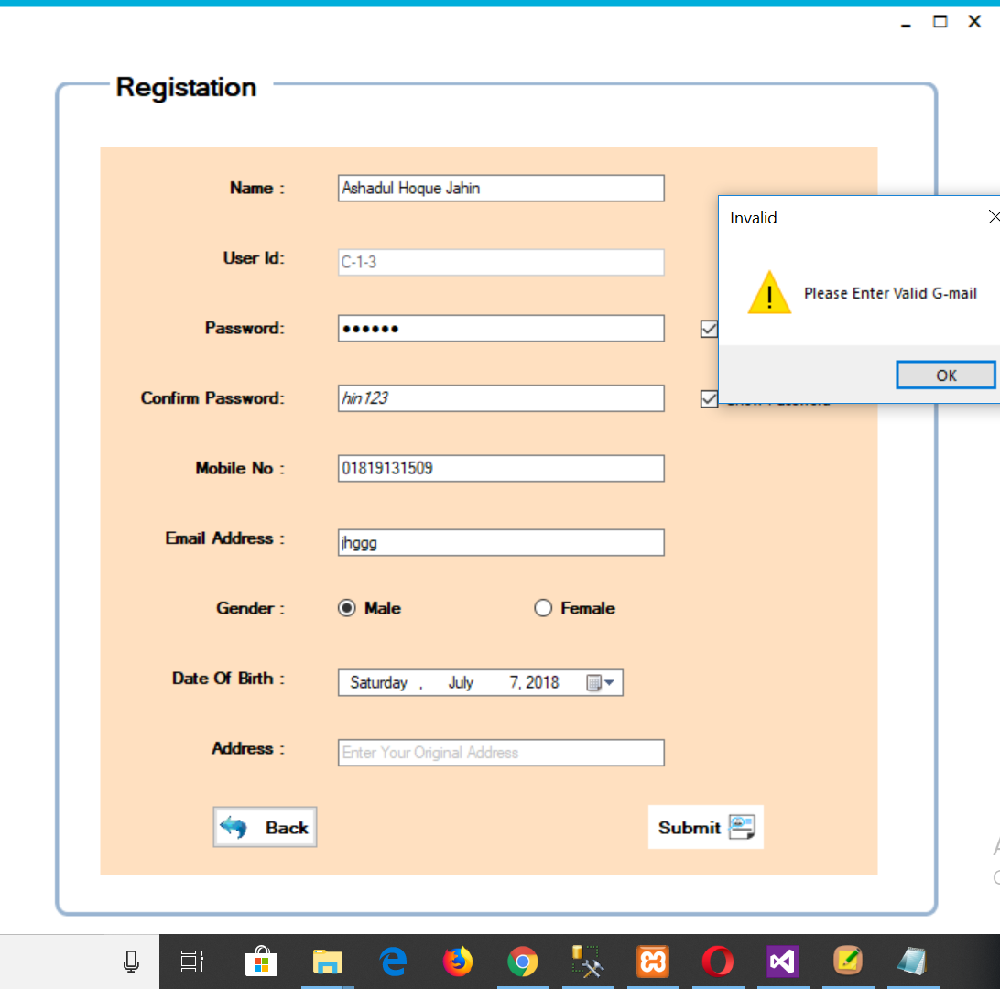 Registation
Name :
Ashadul Hoque Jahin
Invalid
User Id:
C-1-3
Please Enter Valid G-mail
Password:
••••••
OK
Confirm Password:
hin123
Mobile No :
01819131509
Email Address :
jhggg
Gender :
Male
Female
Date Of Birth :
Saturday , July 7, 2018
Address :
Enter Your Original Address
Back
Submit